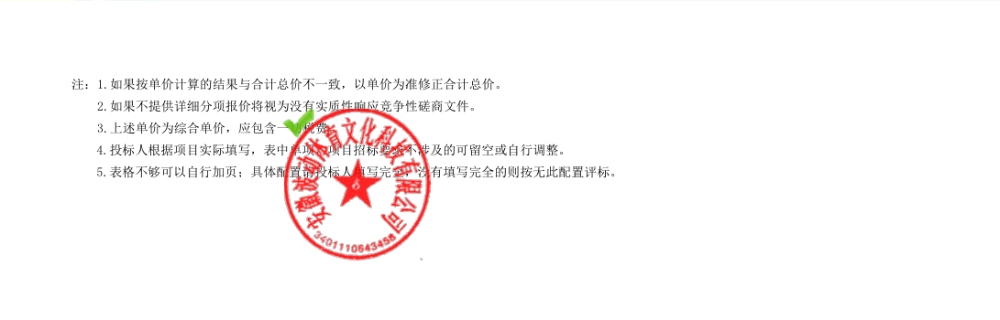 注：1.如果按单价计算的结果与合计总价不一致，以单价为准修正合计总价。
2.如果不提供详细分项报价将视为没有实质性响应竞争性磋商文件。
3.上述单价为综合单价，应包含一切税费。
4.投标人根据项目实际填写，表中单项 项目招标要求不涉及的可留空或自行调整。
5.表格不够可以自行加页；具体配置请投标人填写完全，没有填写完全的则按无此配置评标。
安徽波动体育文化科技有限公司
3401110643458